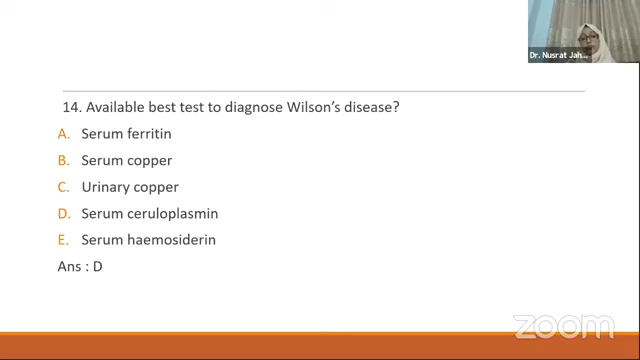 Dr. Nusrat Jah...
14. Available best test to diagnose Wilson's disease?
A. Serum ferritin
B. Serum copper
C. Urinary copper
D. Serum ceruloplasmin
E. Serum haemosiderin
Ans : D
zoom